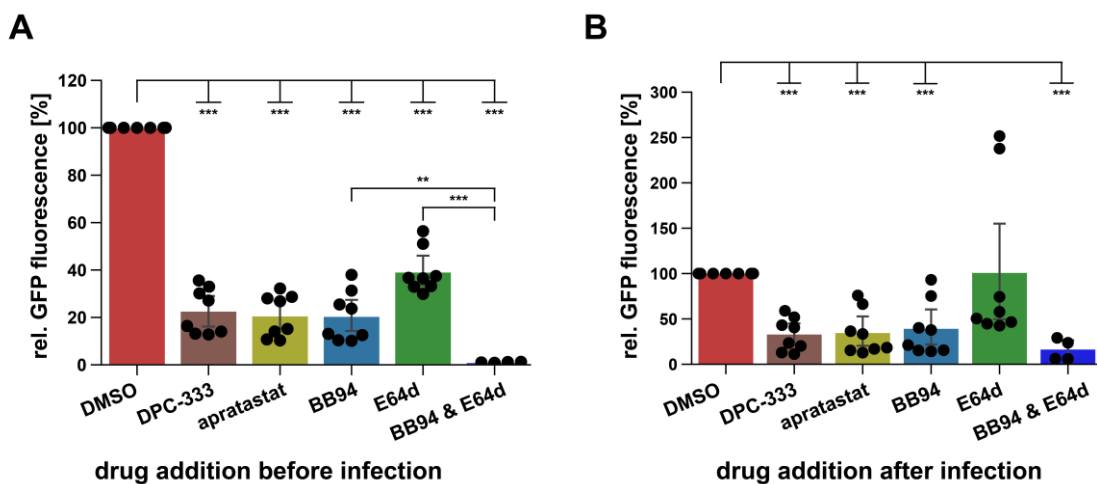 A
B
rel. GFP fluorescence [%]
120
100
80
60
40
20
0
*** *** *** *** ***
**
***
DMSO
DPC-333
apratastat
BB94
E64d
BB94 & E64d
drug addition before infection
rel. GFP fluorescence [%]
300
250
200
150
100
50
0
*** *** *** ***
DMSO
DPC-333
apratastat
BB94
E64d
BB94 & E64d
drug addition after infection